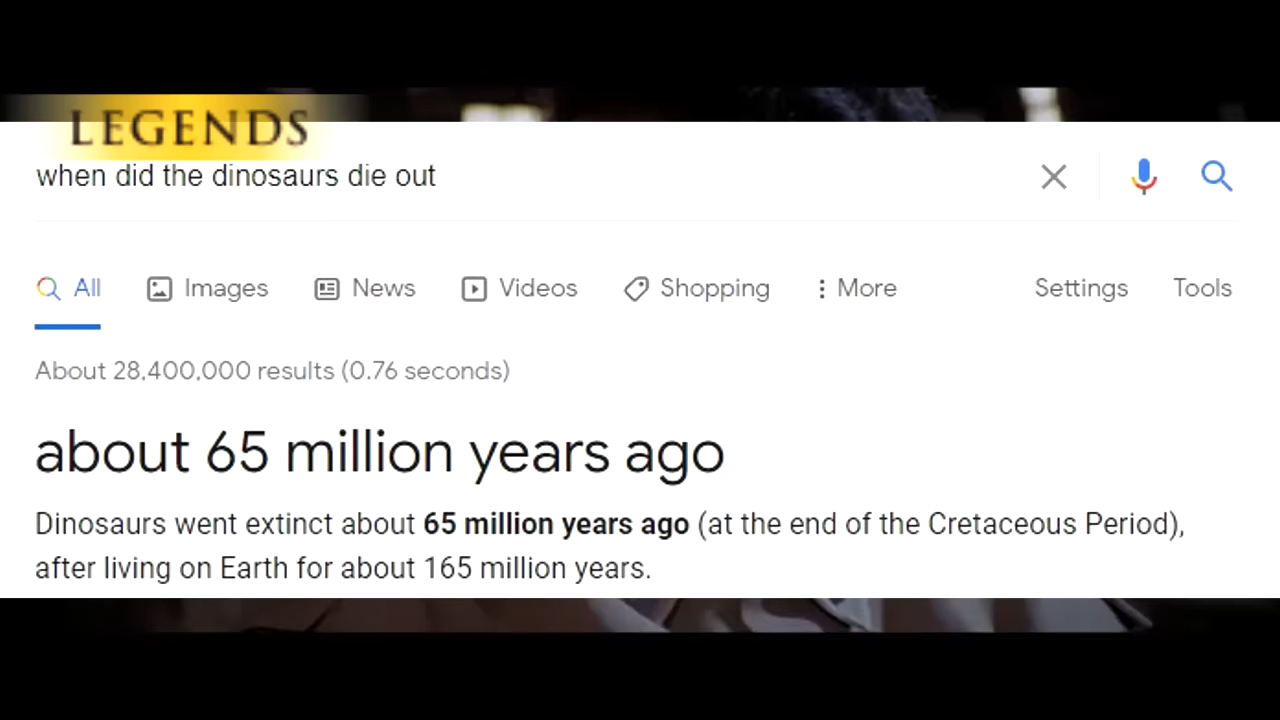 LEGENDS
when did the dinosaurs die out
All Images News Videos Shopping More Settings Tools
About 28,400,000 results (0.76 seconds)
about 65 million years ago
Dinosaurs went extinct about 65 million years ago (at the end of the Cretaceous Period),
after living on Earth for about 165 million years.